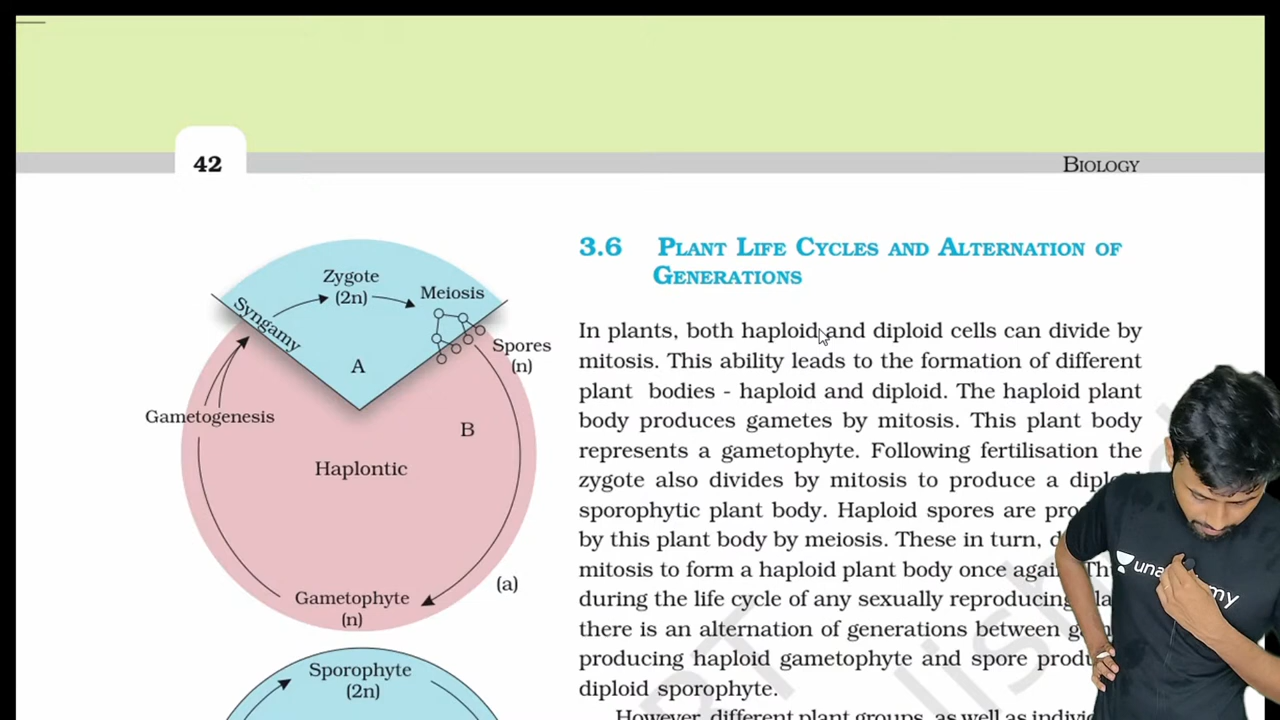 42
BIOLOGY
Zygote
(2n)
Meiosis
Syngamy
Spores
(n)
A
Gametogenesis
B
Haplontic
(a)
Gametophyte
(n)
Sporophyte
(2n)
3.6 PLANT LIFE CYCLES AND ALTERNATION OF
GENERATIONS
In plants, both haploid and diploid cells can divide by
mitosis. This ability leads to the formation of different
plant bodies - haploid and diploid. The haploid plant
body produces gametes by mitosis. This plant body
represents a gametophyte. Following fertilisation the
zygote also divides by mitosis to produce a
sporophytic plant body. Haploid spores are
by this plant body by meiosis. These in turn,
mitosis to form a haploid plant body once again.
during the life cycle of any sexually reproducing
there is an alternation of generations between
producing haploid gametophyte and spore
diploid sporophyte.
However, different plant groups, as well as